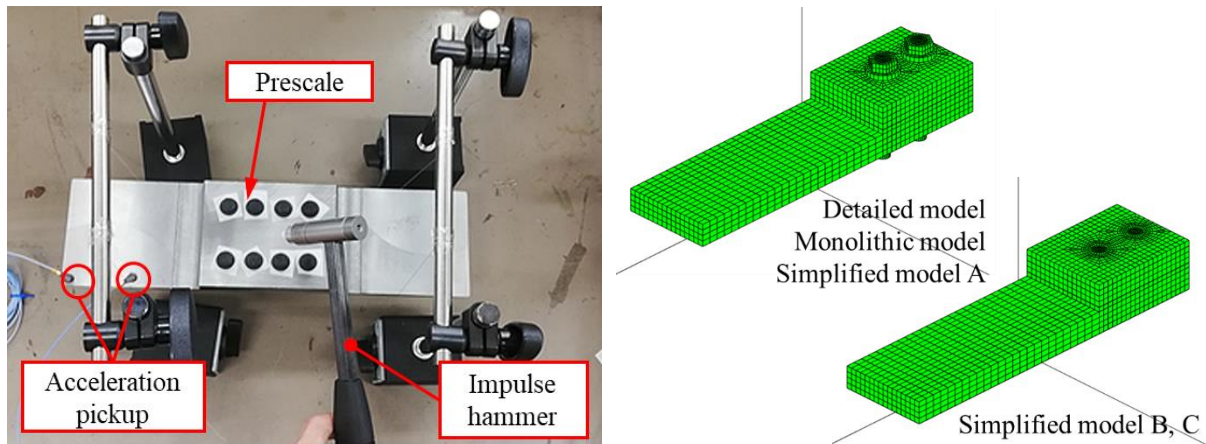 Prescale
Acceleration
pickup
Impulse
hammer
Detailed model
Monolithic model
Simplified model A
Simplified model B, C